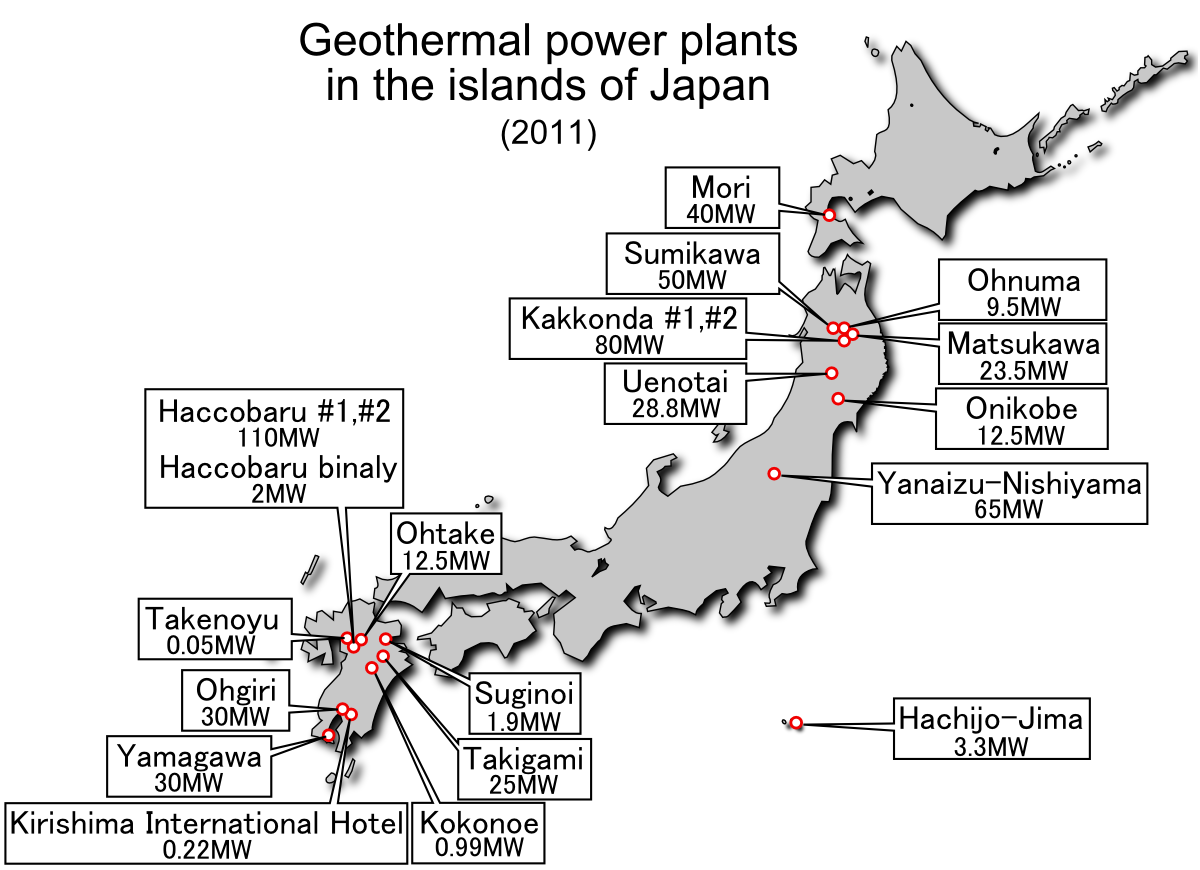 Geothermal power plants
in the islands of Japan
(2011)
Mori
40MW
Sumikawa
50MW
Ohnuma
9.5MW
Kakkonda #1,#2
80MW
Matsukawa
23.5MW
Uenotai
28.8MW
Onikobe
12.5MW
Haccobaru #1,#2
110MW
Haccobaru binaly
2MW
Yanaizu-Nishiyama
65MW
Ohtake
12.5MW
Takenoyu
0.05MW
Ohgiri
30MW
Suginoi
1.9MW
Hachijo-Jima
3.3MW
Yamagawa
30MW
Takigami
25MW
Kirishima International Hotel
0.22MW
Kokonoe
0.99MW